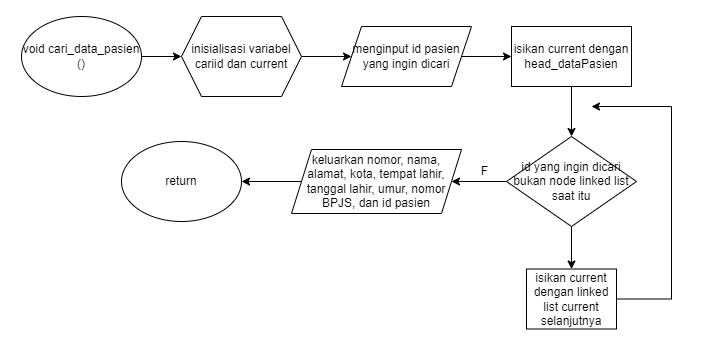 void cari_data_pasien
()
inisialisasi variabel
cariid dan current
menginput id pasien
yang ingin dicari
isikan current dengan
head_dataPasien
id yang ingin dicari
bukan node linked list
saat itu
F
keluarkan nomor, nama,
alamat, kota, tempat lahir,
tanggal lahir, umur, nomor
BPJS, dan id pasien
return
isikan current
dengan linked
list current
selanjutnya